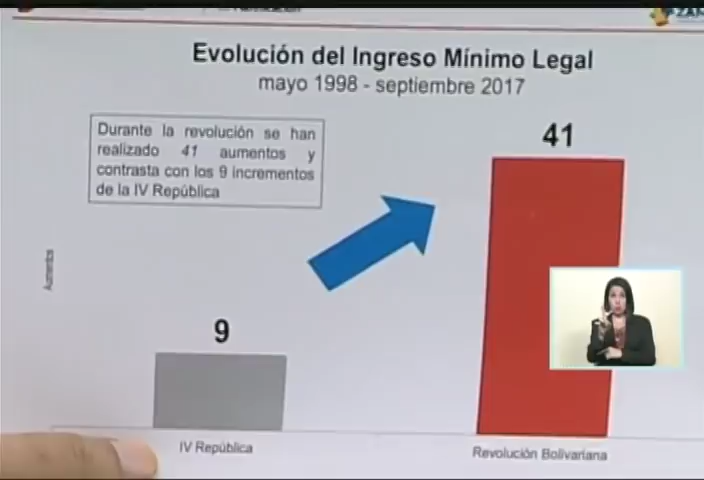 Evolución del Ingreso Mínimo Legal
mayo 1998 - septiembre 2017
Durante la revolución se han
realizado 41 aumentos y
contrasta con los 9 incrementos
de la IV República
41
Aumentos
9
IV República
Revolución Bolivariana